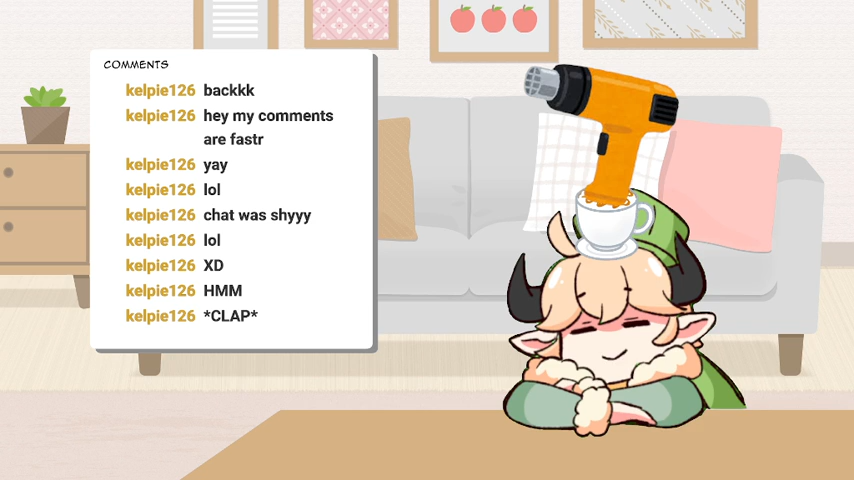 COMMENTS
kelpie126 backkk
kelpie126 hey my comments
are fastr
kelpie126 yay
kelpie126 lol
kelpie126 chat was shyyy
kelpie126 lol
kelpie126 XD
kelpie126 HMM
kelpie126 *CLAP*